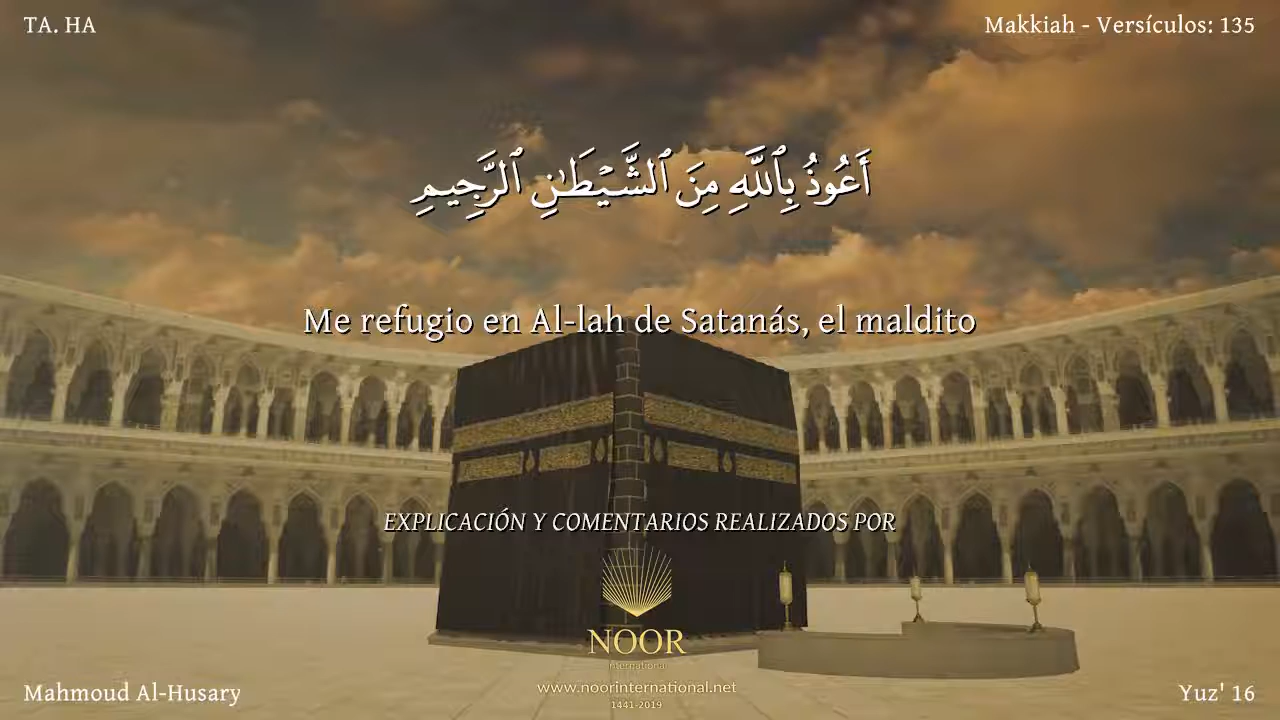 TA. HA
Makkiah - Versículos: 135
أَعُوذُ بِٱللَّهِ مِنَ ٱلشَّيْطَٰنِ ٱلرَّجِيمِ
Me refugio en Al-lah de Satanás, el maldito
EXPLICACIÓN Y COMENTARIOS REALIZADOS POR
NOOR
International
www.noorinternational.net
1441-2019
Mahmoud Al-Husary
Yuz' 16